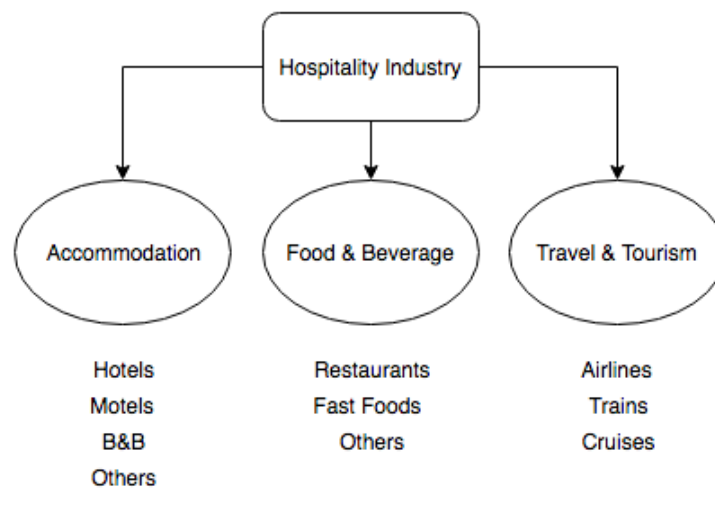 Hospitality Industry
Accommodation
Food & Beverage
Travel & Tourism
Hotels
Motels
B&B
Others
Restaurants
Fast Foods
Others
Airlines
Trains
Cruises